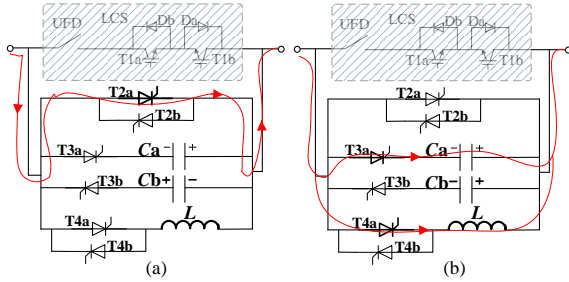 UFD LCS Db Da
T1a T1b
T2a
T2b
T3a Ca - +
T3b Cb + -
T4a L
T4b
(a)
UFD LCS Db Da
T1a T1b
T2a
T2b
T3a Ca - +
T3b Cb - +
T4a L
T4b
(b)